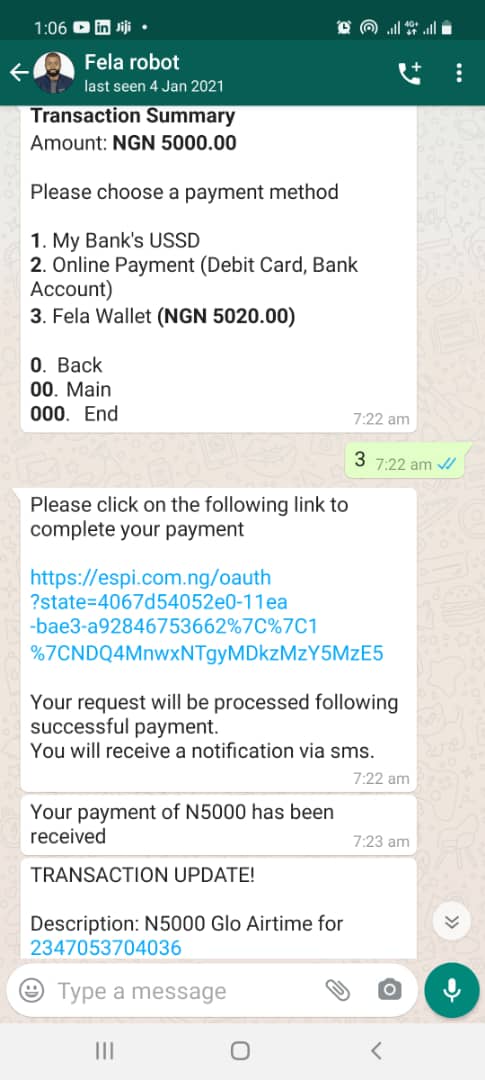 1:06
in
jiji
4G+
Fela robot
last seen 4 Jan 2021
Transaction Summary
Amount: NGN 5000.00
Please choose a payment method
1. My Bank's USSD
2. Online Payment (Debit Card, Bank
Account)
3. Fela Wallet (NGN 5020.00)
0. Back
00. Main
000. End
7:22 am
3 7:22 am
Please click on the following link to
complete your payment
https://espi.com.ng/oauth
?state=4067d54052e0-11ea
-bae3-a92846753662%7C%7C1
%7CNDQ4MnwxNTgyMDkzMzY5MzE5
Your request will be processed following
successful payment.
You will receive a notification via sms.
7:22 am
Your payment of N5000 has been
received
7:23 am
TRANSACTION UPDATE!
Description: N5000 Glo Airtime for
2347053704036
Type a message